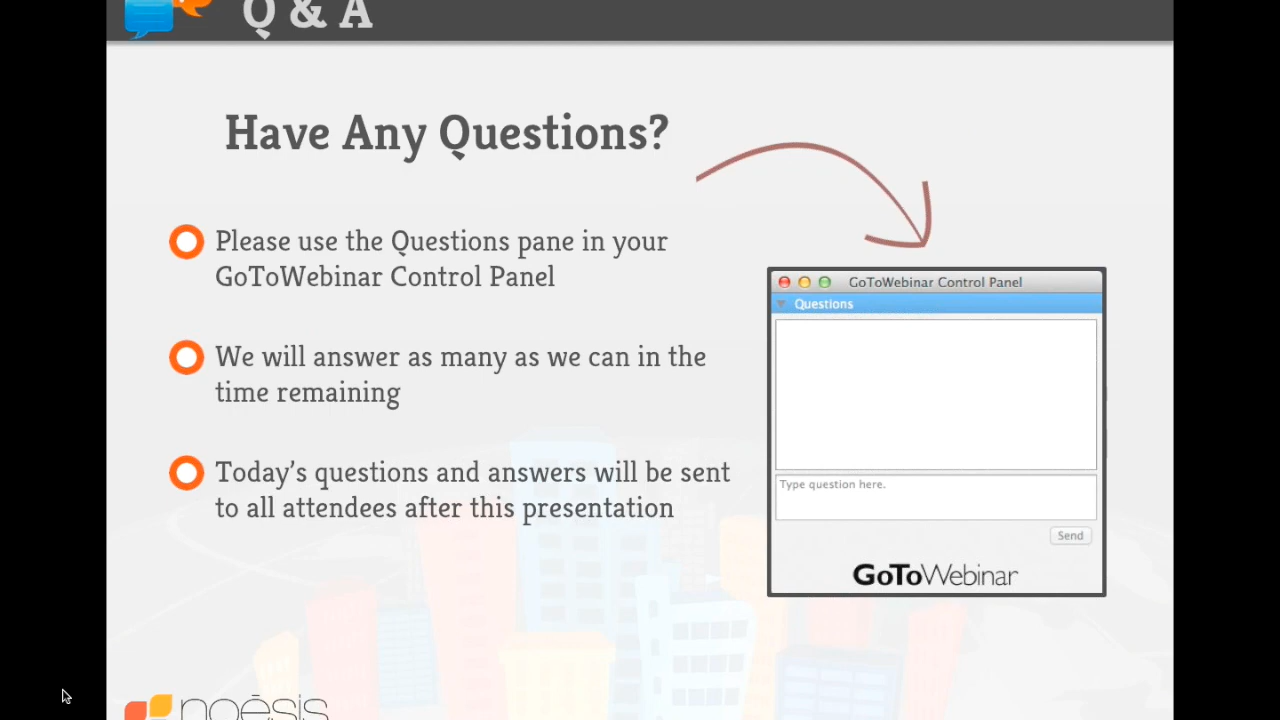 Q & A
Have Any Questions?
Please use the Questions pane in your
GoToWebinar Control Panel
We will answer as many as we can in the
time remaining
Today's questions and answers will be sent
to all attendees after this presentation
GoToWebinar Control Panel
Questions
Type question here.
Send
GoToWebinar
noēsis